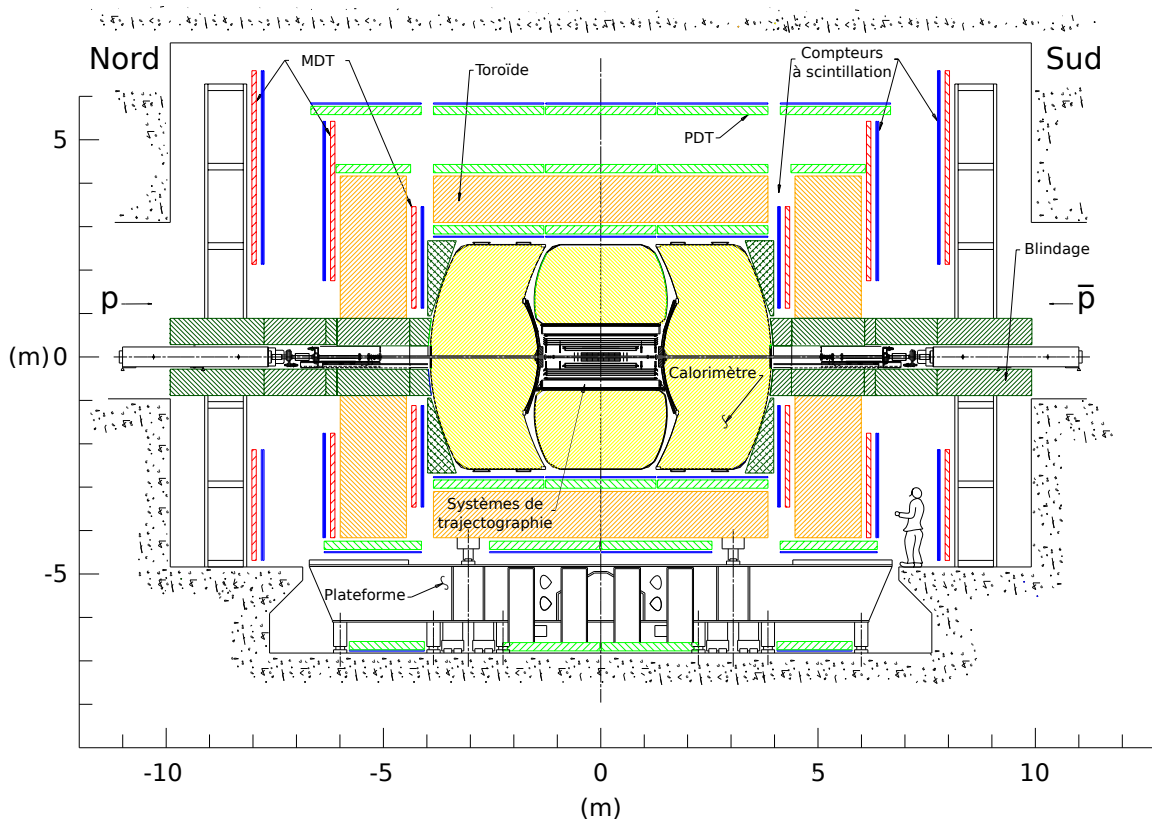 Nord
MDT
Toroïde
Compteurs
à scintillation
Sud
PDT
5
Blindage
p
p̅
(m)
0
Calorimètre
Systèmes de
trajectographie
-5
Plateforme
-10
-5
0
5
10
(m)